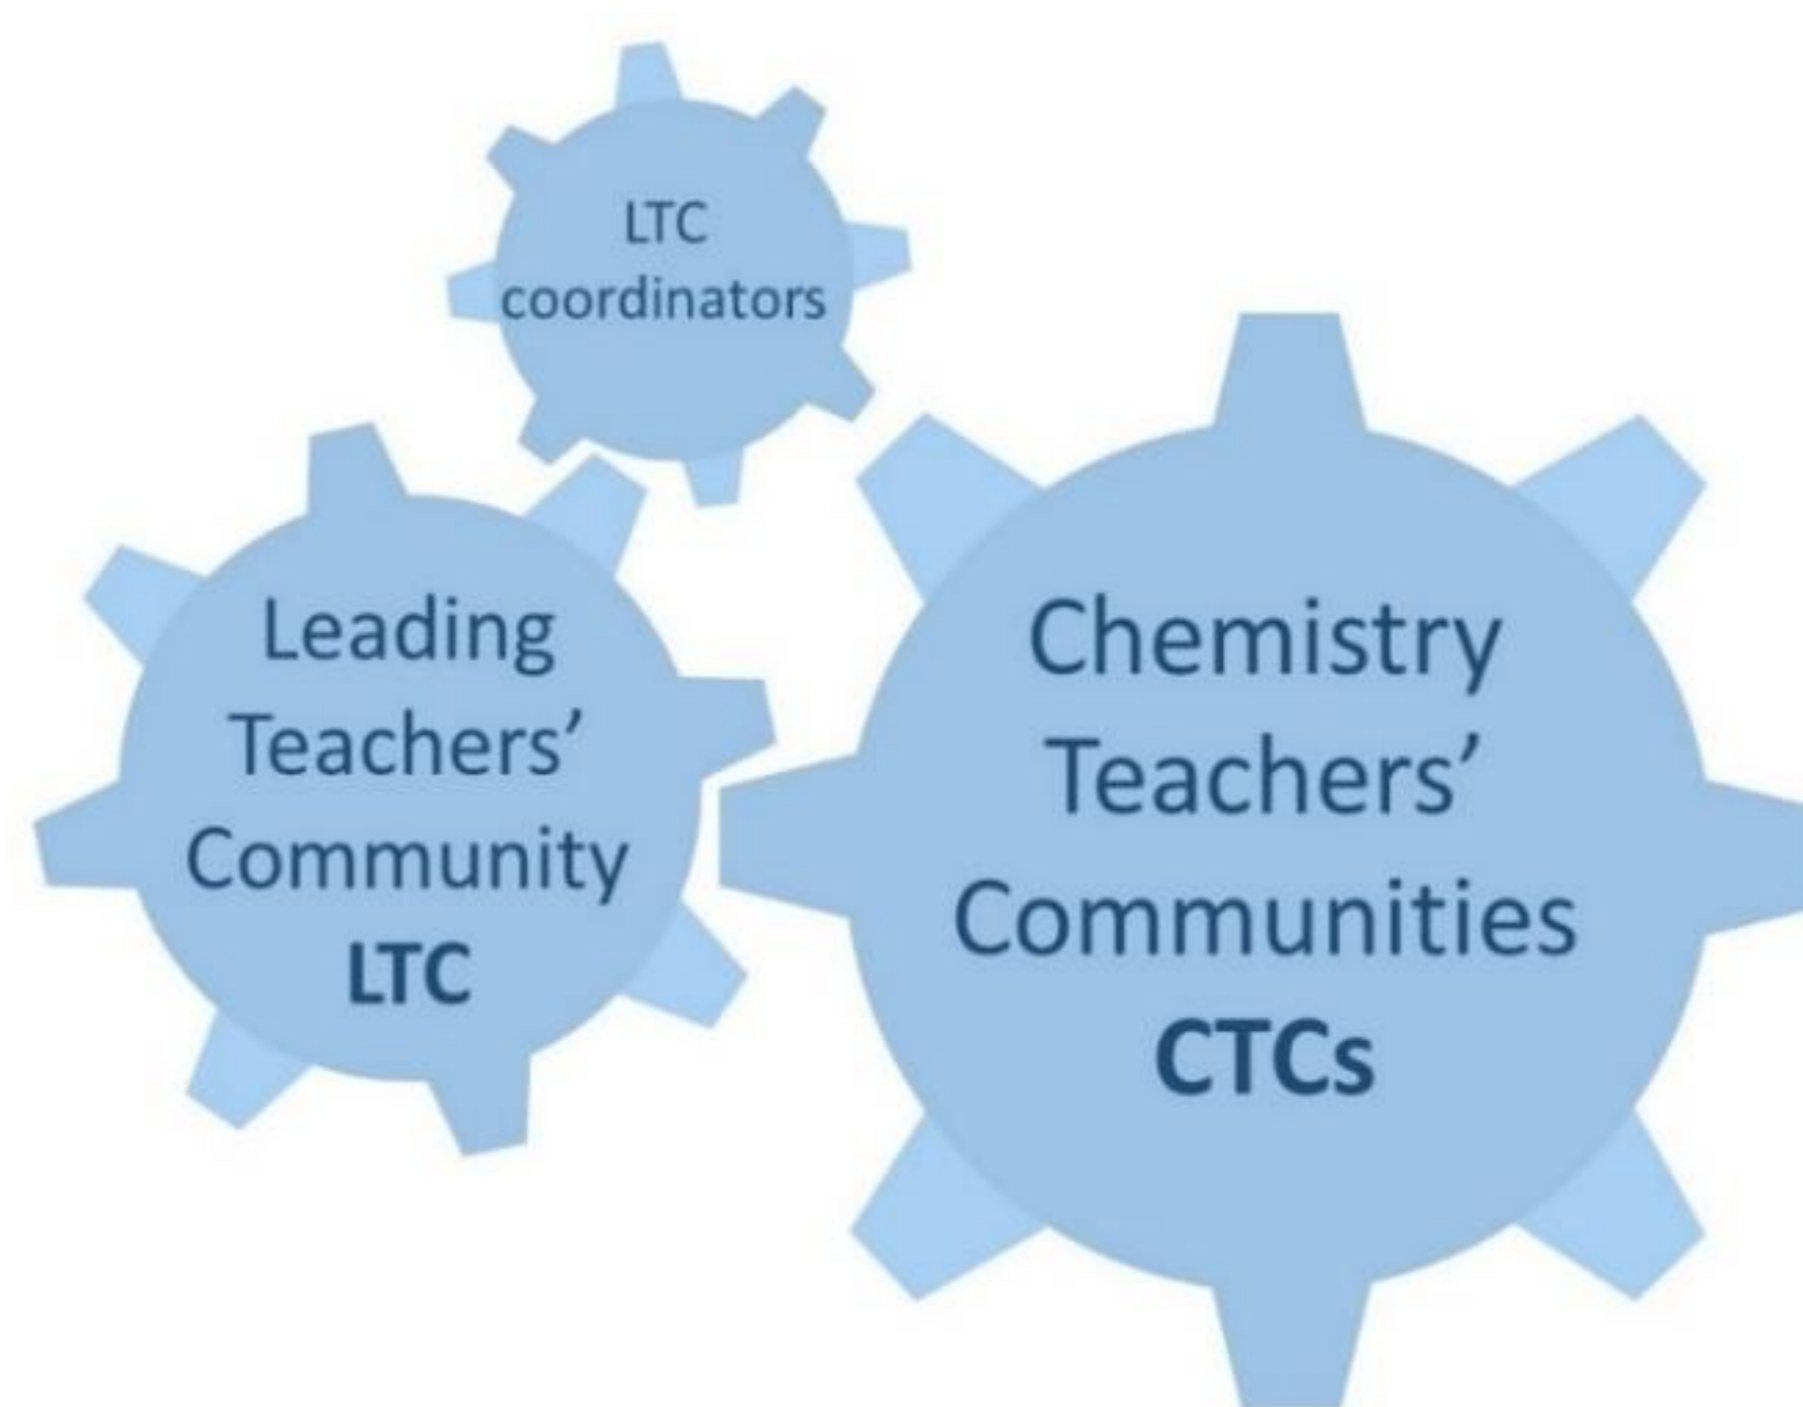 LTC
coordinators
Leading
Teachers’
Community
LTC
Chemistry
Teachers’
Communities
CTCs